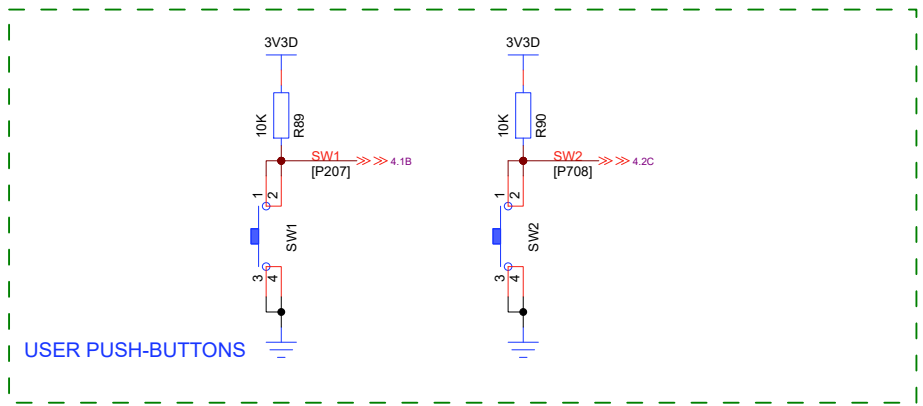 3V3D
10K
R89
SW1
[P207]
4.1B
1
2
SW1
3
4
3V3D
10K
R90
SW2
[P708]
4.2C
1
2
SW2
3
4
USER PUSH-BUTTONS